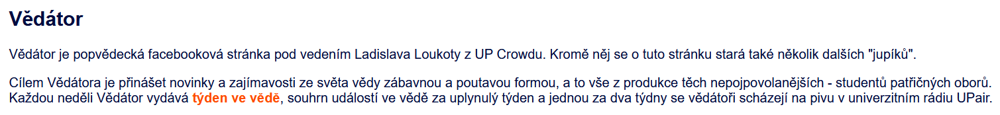 Vědátor
Vědátor je popvědecká facebooková stránka pod vedením Ladislava Loukoty z UP Crowdu. Kromě něj se o tuto stránku stará také několik dalších "jupíků".
Cílem Vědátora je přinášet novinky a zajímavosti ze světa vědy zábavnou a poutavou formou, a to vše z produkce těch nepojpovolanějších - studentů patřičných oborů.
Každou neděli Vědátor vydává týden ve vědě, souhrn událostí ve vědě za uplynulý týden a jednou za dva týdny se vědátoři scházejí na pivu v univerzitním rádiu UPair.